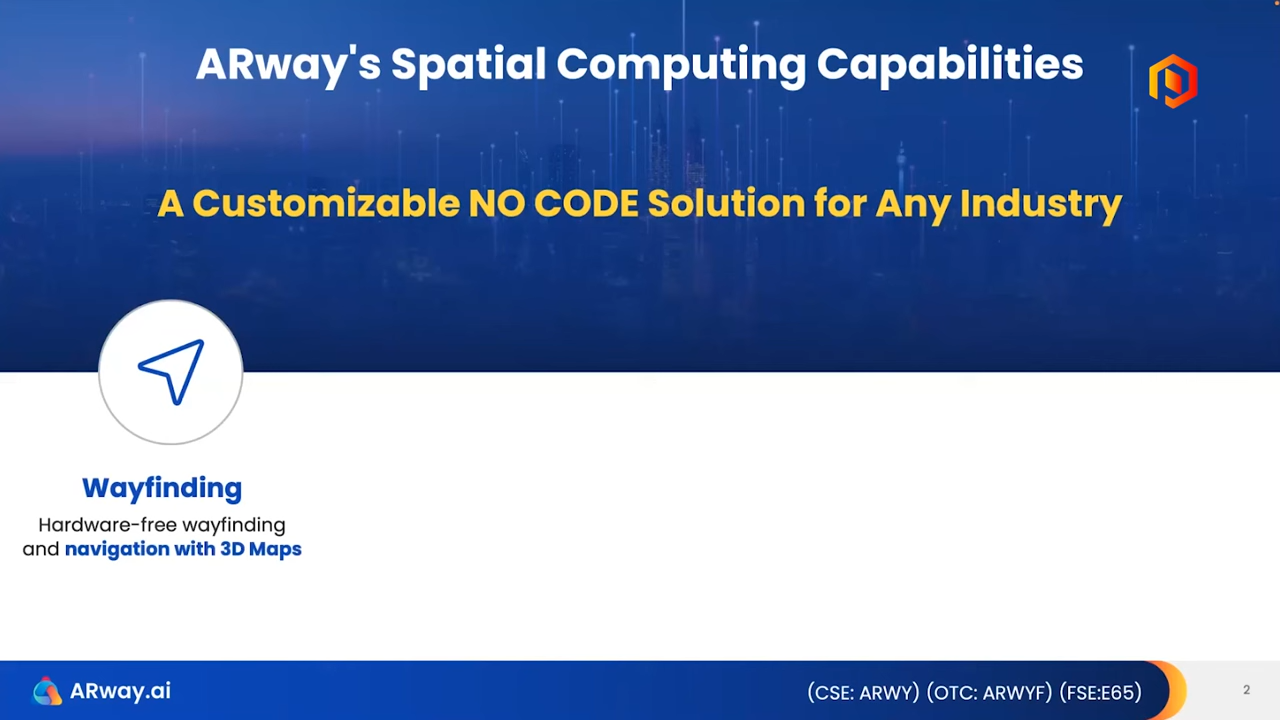 ARway's Spatial Computing Capabilities
A Customizable NO CODE Solution for Any Industry
Wayfinding
Hardware-free wayfinding
and navigation with 3D Maps
ARway.ai
(CSE: ARWY) (OTC: ARWYF) (FSE:E65)
2